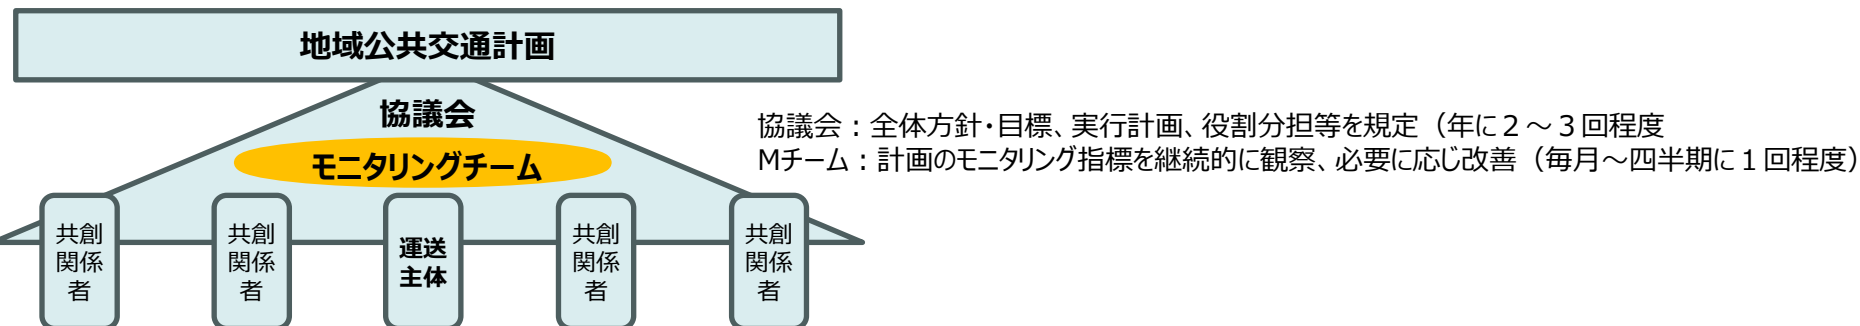 地域公共交通計画
協議会
モニタリングチーム
協議会：全体方針・目標、実行計画、役割分担等を規定（年に２～３回程度
Mチーム：計画のモニタリング指標を継続的に観察、必要に応じ改善（毎月～四半期に１回程度）
共創
関係
者
共創
関係
者
運送
主体
共創
関係
者
共創
関係
者